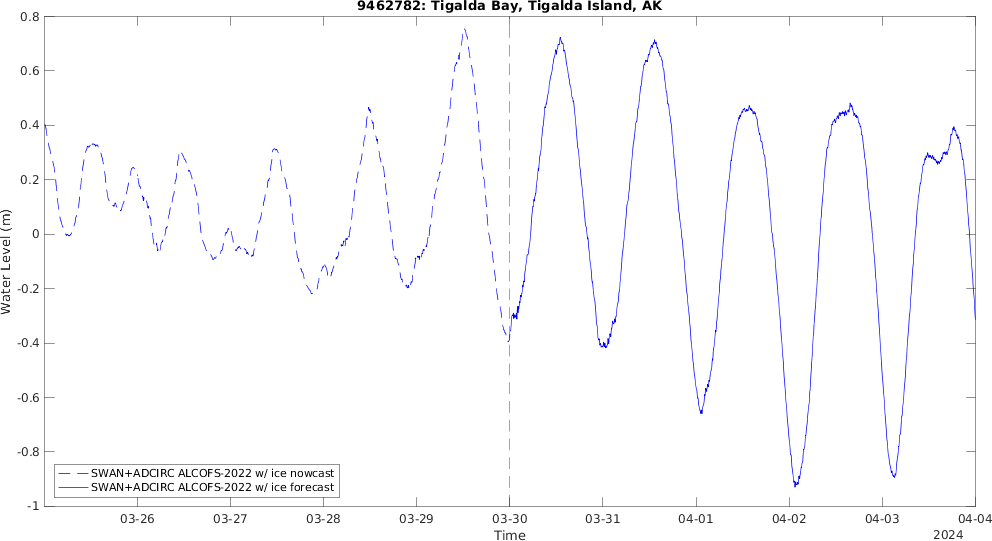 9462782: Tigalda Bay, Tigalda Island, AK
0.8
0.6
0.4
0.2
0
-0.2
-0.4
-0.6
-0.8
-1
Water Level (m)
SWAN+ADCIRC ALCOFS-2022 w/ ice nowcast
SWAN+ADCIRC ALCOFS-2022 w/ ice forecast
03-26 03-27 03-28 03-29 03-30 03-31 04-01 04-02 04-03 04-04
Time
2024